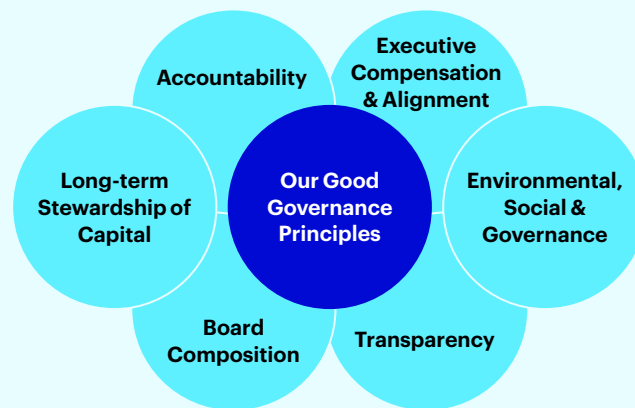 Accountability
Executive
Compensation
& Alignment
Long-term
Stewardship of
Capital
Our Good
Governance
Principles
Environmental,
Social &
Governance
Board
Composition
Transparency